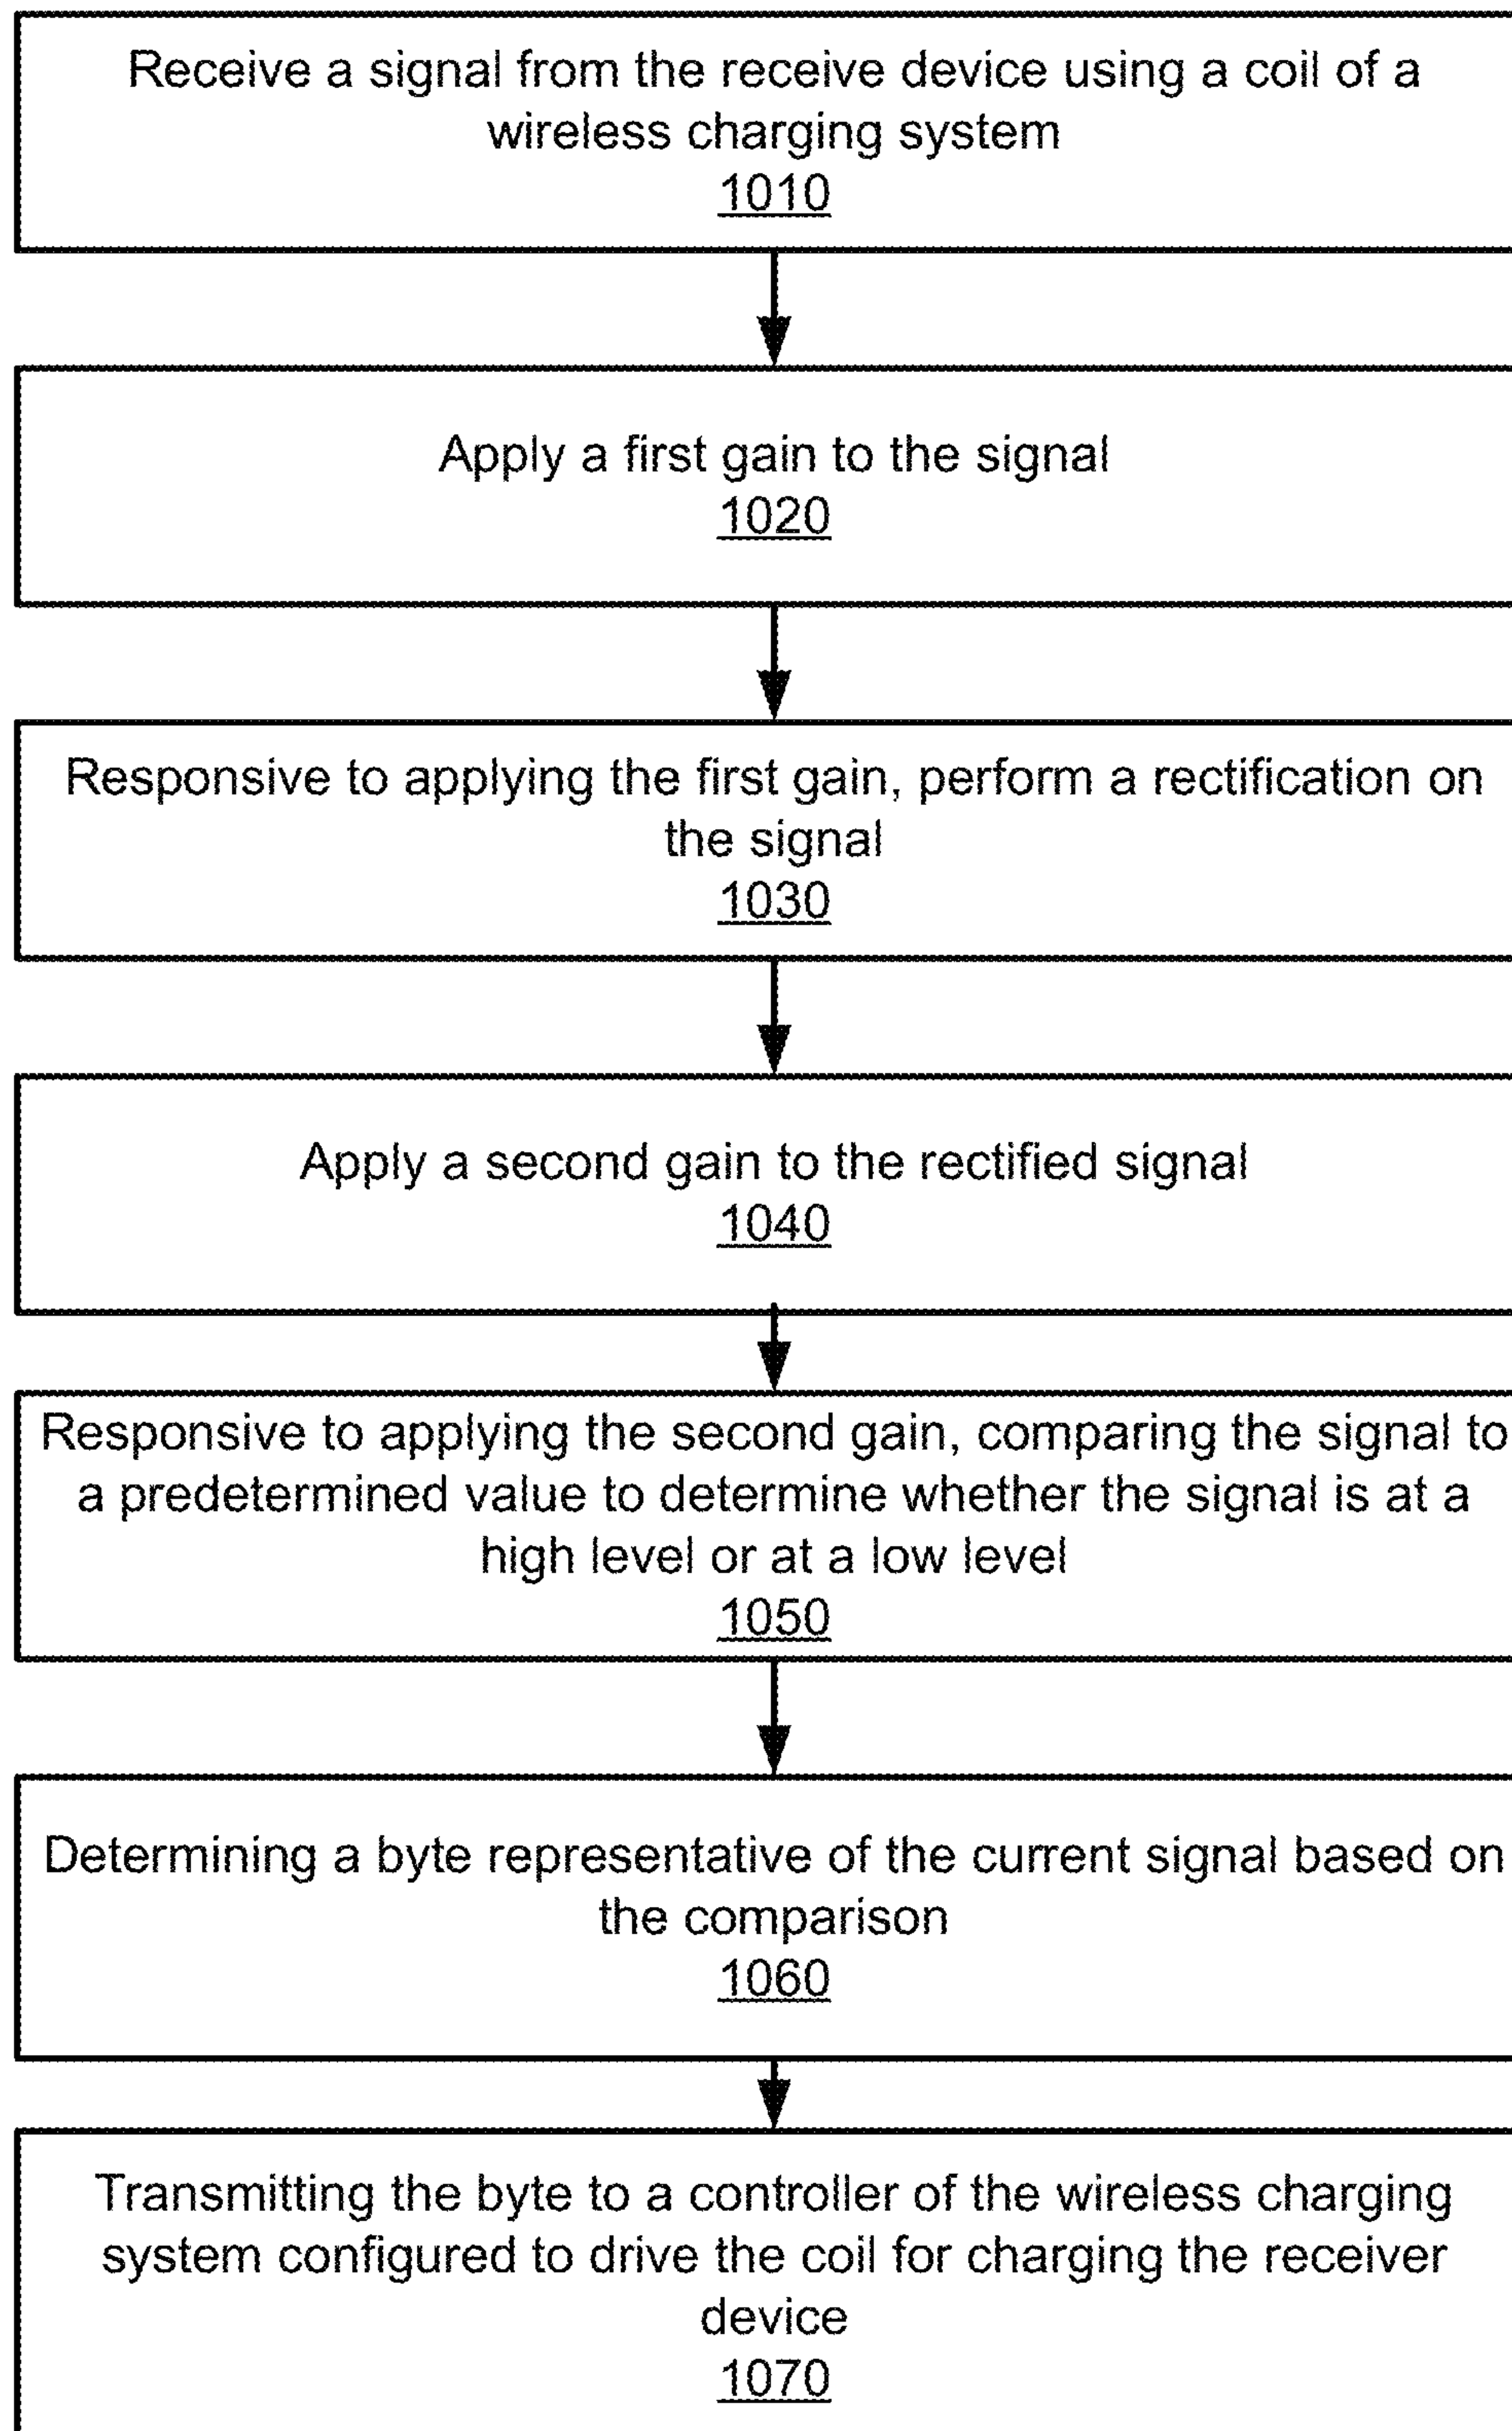 Receive a signal from the receive device using a coil of a
wireless charging system
1010
Apply a first gain to the signal
1020
Responsive to applying the first gain, perform a rectification on
the signal
1030
Apply a second gain to the rectified signal
1040
Responsive to applying the second gain, comparing the signal to
a predetermined value to determine whether the signal is at a
high level or at a low level
1050
Determining a byte representative of the current signal based on
the comparison
1060
Transmitting the byte to a controller of the wireless charging
system configured to drive the coil for charging the receiver
device
1070